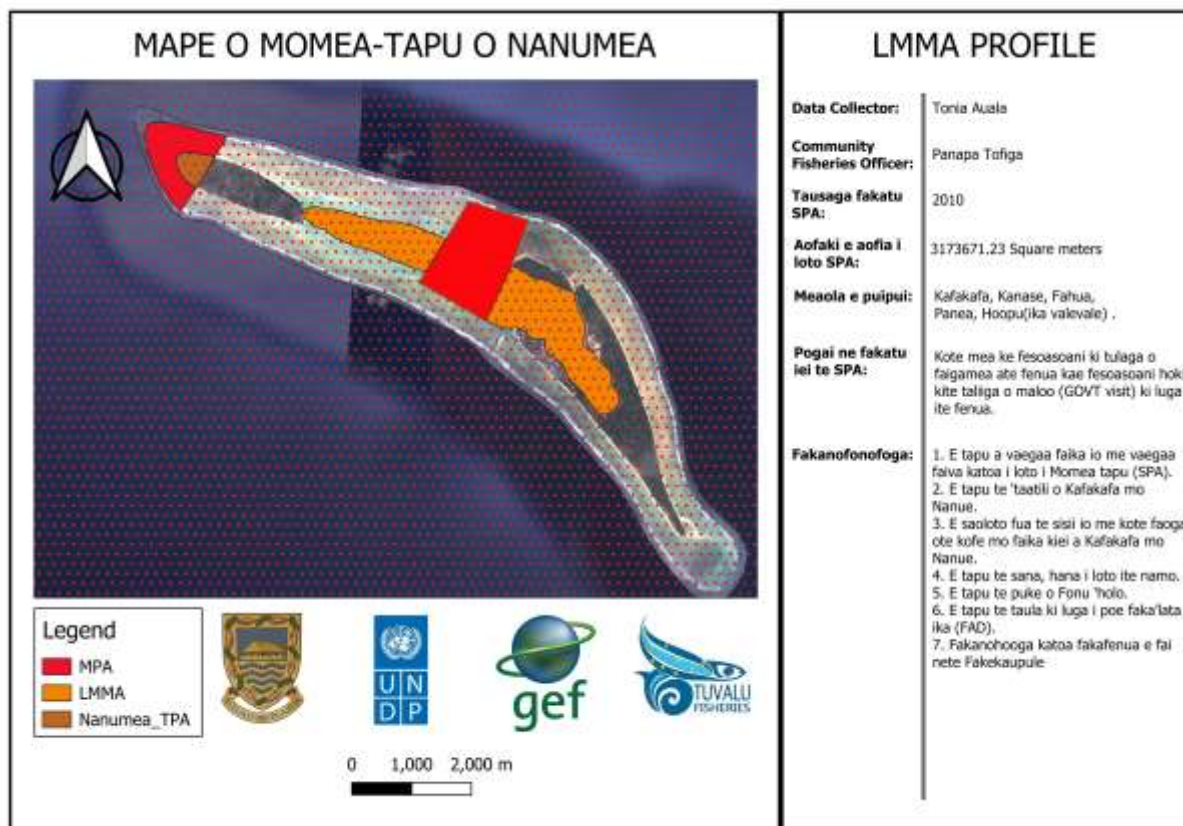 MAPE O MOMEA-TAPU O NANUMEA
Legend
MPA
LMMA
Nanumea_TPA
U N
D P
gef
TUVALU
FISHERIES
0 1,000 2,000 m
LMMA PROFILE
Data Collector: Tonia Auala
Community
Fisheries Officer: Panapa Tofiga
Tausaga fakatu
SPA: 2010
Aofaki e aofia i
loto SPA: 3173671.23 Square meters
Meaola e puipui: Kafakafa, Kanase, Fahua,
Panea, Hoopu(ika valevale) .
Pogai ne fakatu
iei te SPA:
Kote mea ke fesoasoani ki tulaga o
faigamea ate fenua kae fesoasoani hoki
kite taliiga o maloo (GOVT visit) ki luga
ite fenua.
Fakanofonofoga:
1. E tapu a vaegaa faika io me vaegaa
faiva katoa i loto i Momea tapu (SPA).
2. E tapu te 'taatili o Kafakafa mo
Nanue.
3. E saoloto fua te sisii io me kote faoga
ote kofe mo faika kiei a Kafakafa mo
Nanue.
4. E tapu te sana, hana i loto ite namo.
5. E tapu te puke o Fonu 'holo.
6. E tapu te taula ki luga i poe faka'lata
ika (FAD).
7. Fakanohooga katoa fakafenua e fai
nete Fakekaupule